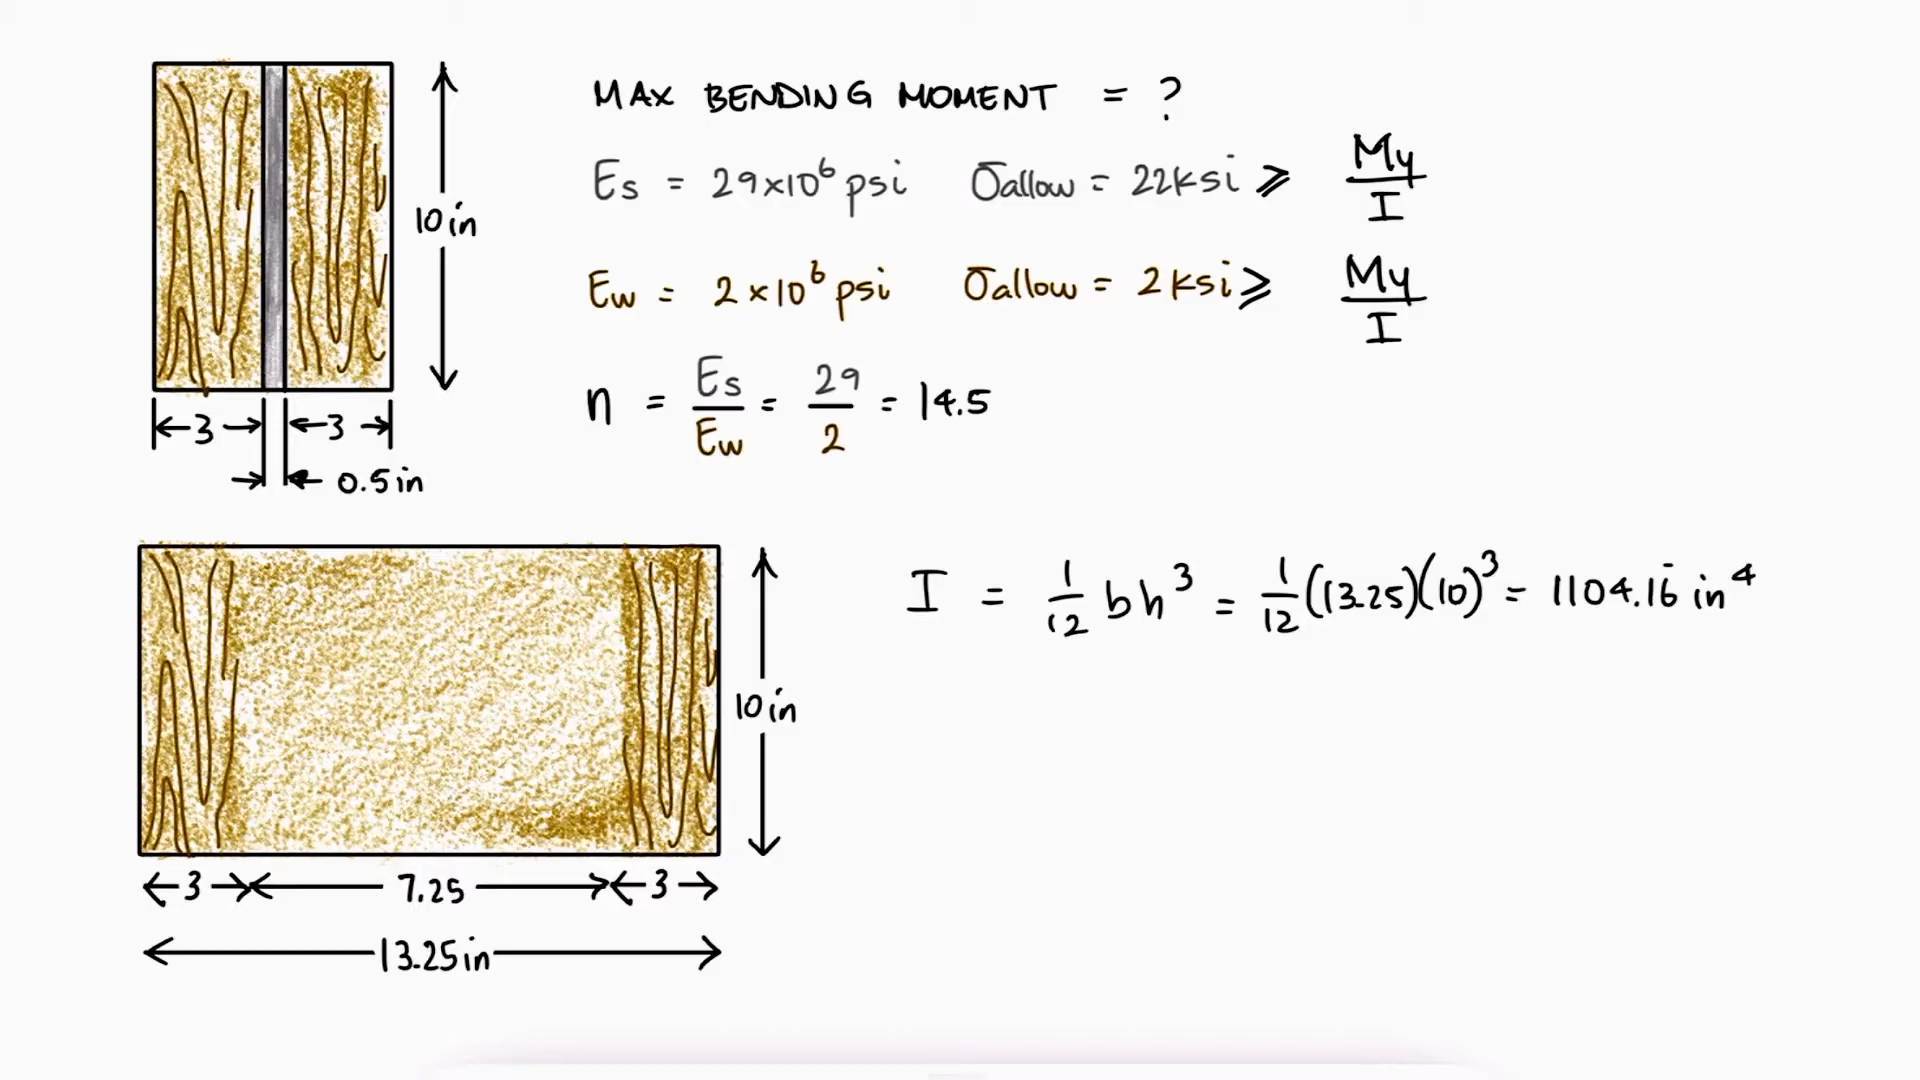 MAX BENDING MOMENT = ?
Es = 29×10⁶ psi σallow = 22ksi ⩾ My/I
10in
Ew = 2×10⁶ psi σallow = 2ksi ⩾ My/I
n = Es/Ew = 29/2 = 14.5
3 3
0.5in
I = 1/12 bh³ = 1/12 (13.25)(10)³ = 1104.16̄ in⁴
10in
3 7.25 3
13.25in